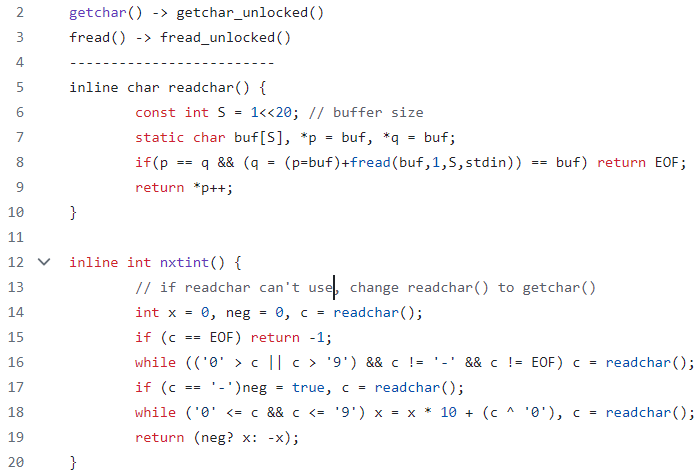 2 getchar() -> getchar_unlocked()
3 fread() -> fread_unlocked()
4 -------------------------
5 inline char readchar() {
6 const int S = 1<<20; // buffer size
7 static char buf[S], *p = buf, *q = buf;
8 if(p == q && (q = (p=buf)+fread(buf,1,S,stdin)) == buf) return EOF;
9 return *p++;
10 }
11
12 inline int nxtint() {
13 // if readchar can't use, change readchar() to getchar()
14 int x = 0, neg = 0, c = readchar();
15 if (c == EOF) return -1;
16 while (('0' > c || c > '9') && c != '-' && c != EOF) c = readchar();
17 if (c == '-')neg = true, c = readchar();
18 while ('0' <= c && c <= '9') x = x * 10 + (c ^ '0'), c = readchar();
19 return (neg? x: -x);
20 }